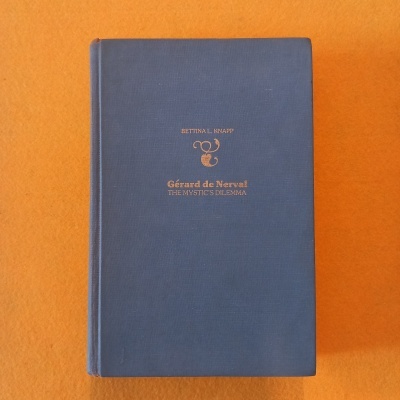 BETTINA L. KNAPP
Gérard de Nerval
THE MYSTIC'S DILEMMA